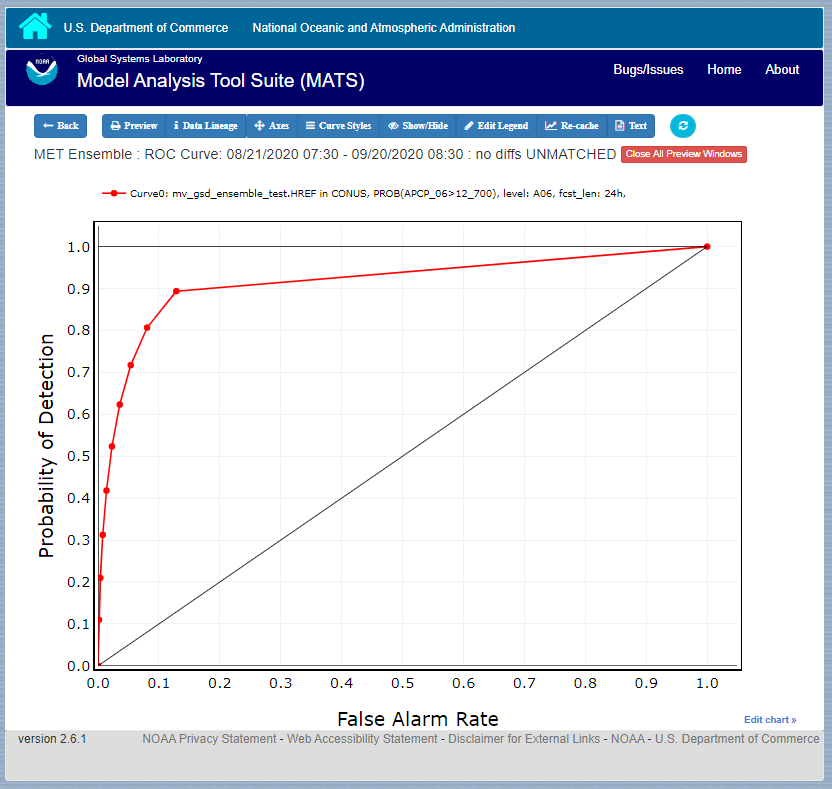 U.S. Department of Commerce National Oceanic and Atmospheric Administration
NOAA
Global Systems Laboratory
Model Analysis Tool Suite (MATS)
Bugs/Issues Home About
Back Preview Data Lineage Axes Curve Styles Show/Hide Edit Legend Re-cache Text
MET Ensemble : ROC Curve: 08/21/2020 07:30 - 09/20/2020 08:30 : no diffs UNMATCHED Close All Preview Windows
Curve0: mv_gsd_ensemble_test.HREF in CONUS, PROB(APCP_06>12_700), level: A06, fcst_len: 24h,
Probability of Detection
1.0
0.9
0.8
0.7
0.6
0.5
0.4
0.3
0.2
0.1
0.0
0.0 0.1 0.2 0.3 0.4 0.5 0.6 0.7 0.8 0.9 1.0
False Alarm Rate
Edit chart »
version 2.6.1 NOAA Privacy Statement - Web Accessibility Statement - Disclaimer for External Links - NOAA - U.S. Department of Commerce